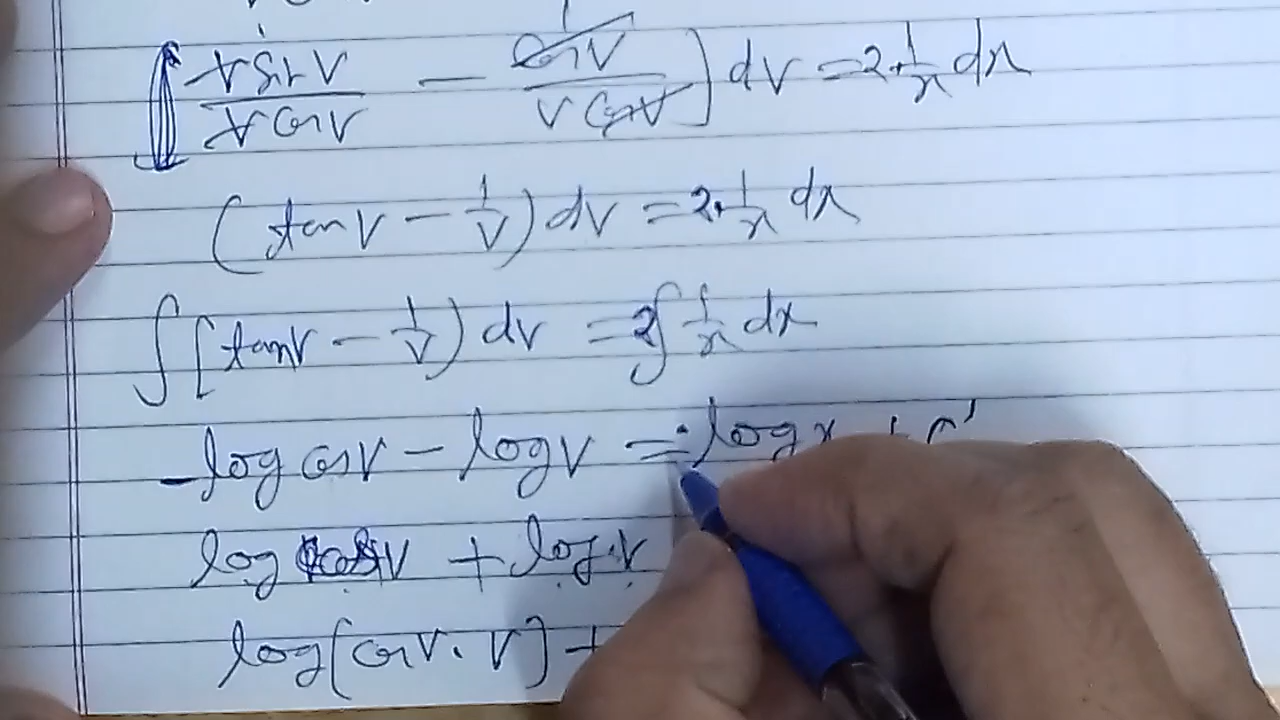 ∫ v sin v / v cos v − 1 cos v / v cos v ] dv = 2·1/x dx
( tan v − 1/v ) dv = 2·1/x dx
∫ [ tan v − 1/v ) dv = 2∫ 1/x dx
−log cos v − log v = log x + c'
log cos v + log v
log [ cos v . v ] +